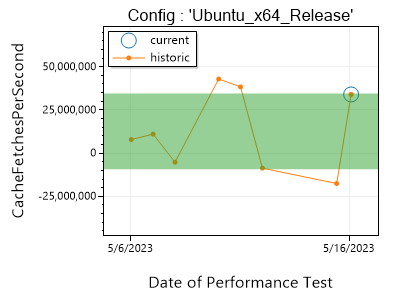 Config : 'Ubuntu_x64_Release'
current
historic
CacheFetchesPerSecond
50,000,000
25,000,000
0
-25,000,000
5/6/2023
5/16/2023
Date of Performance Test